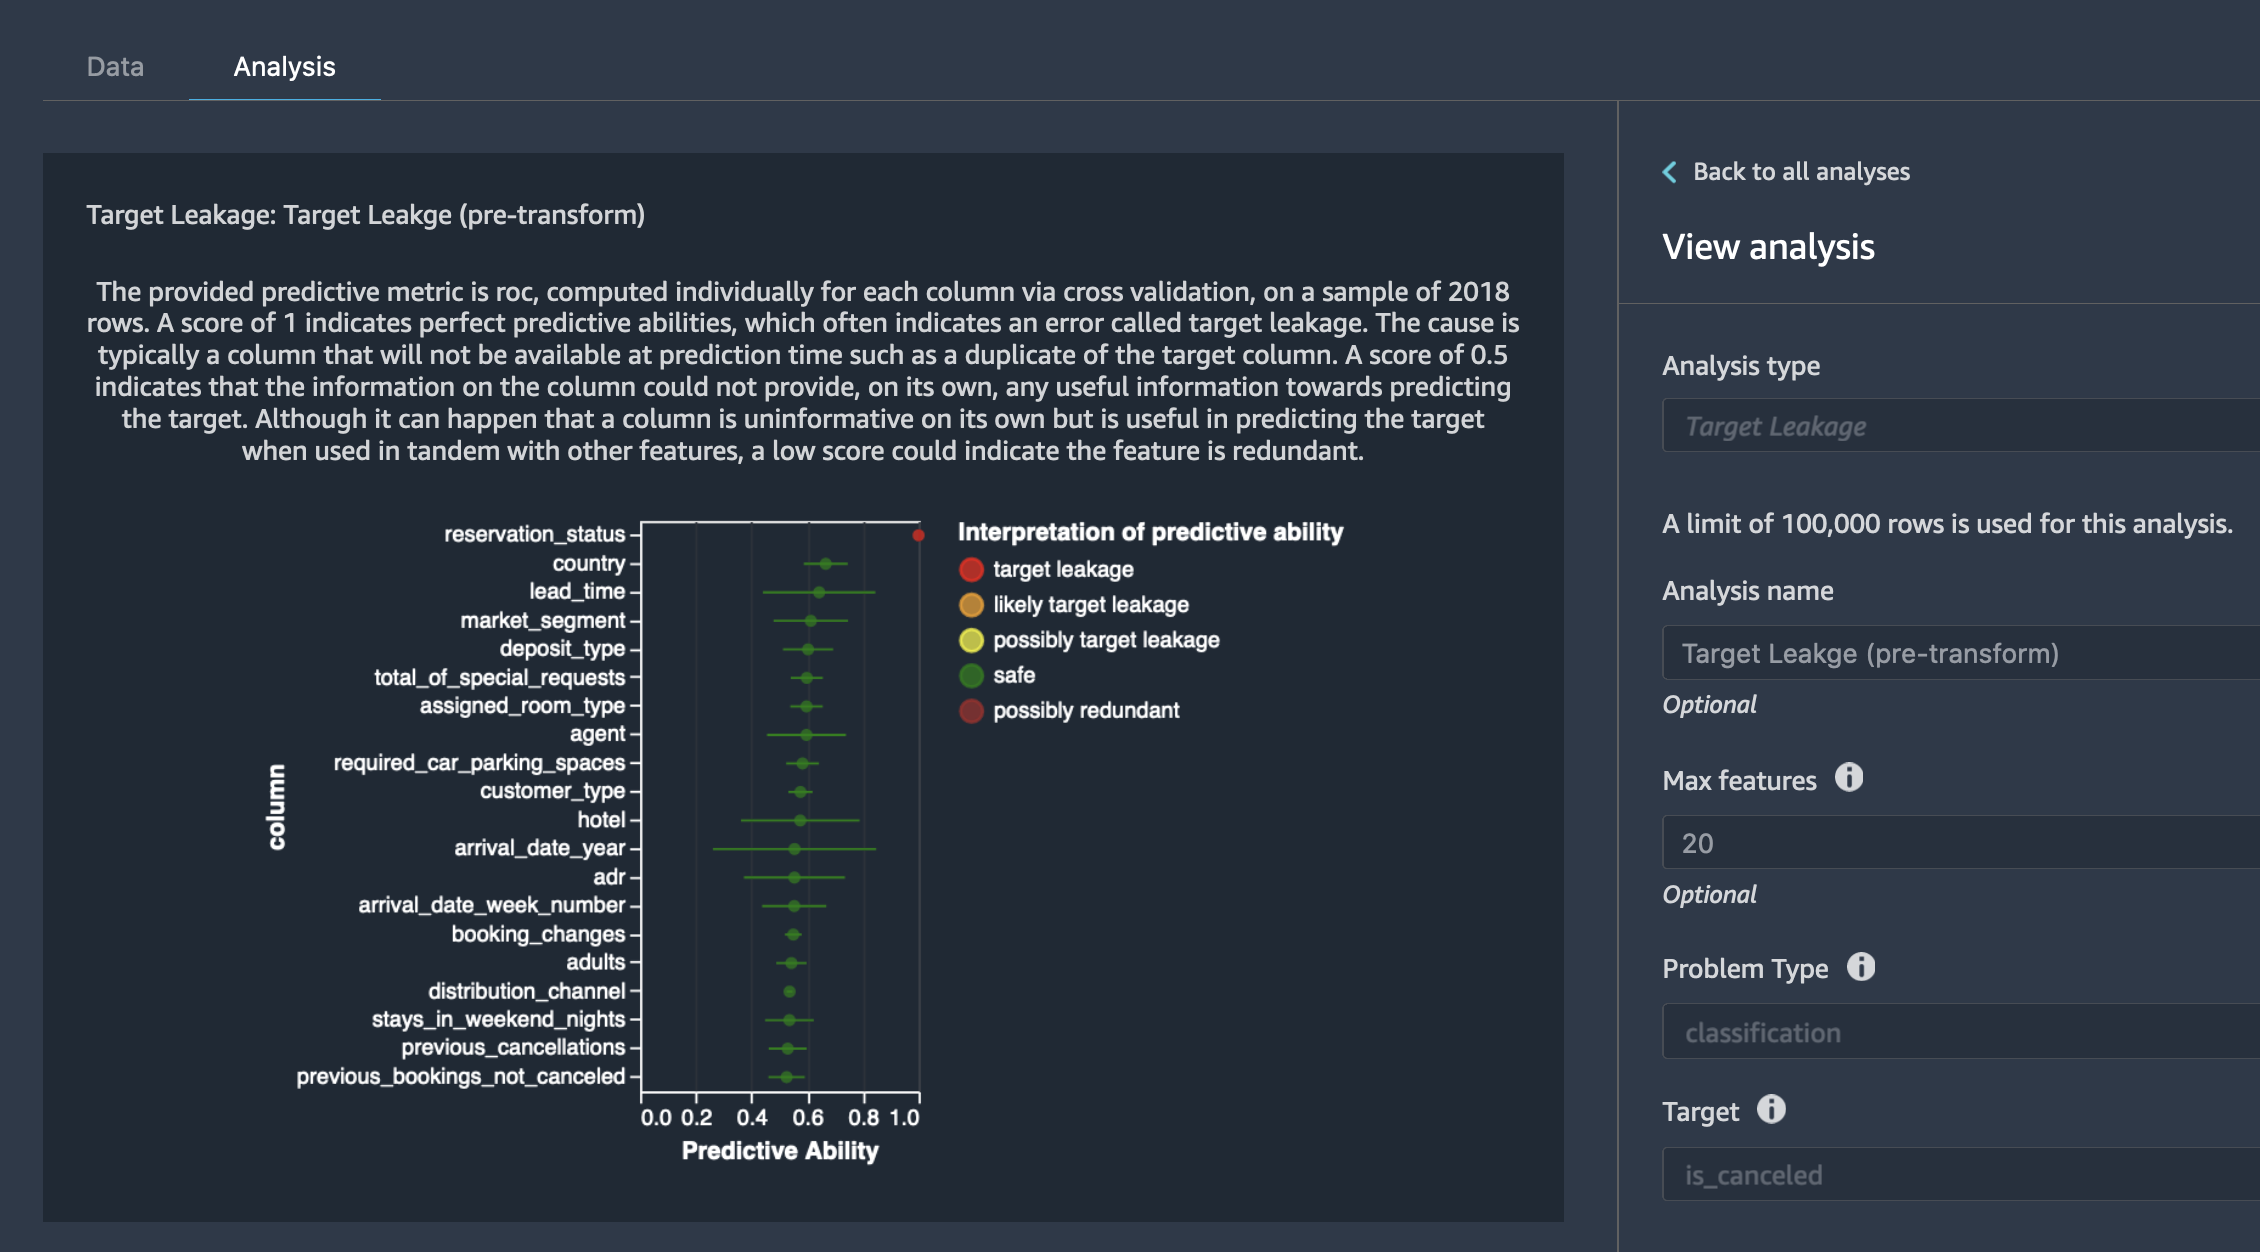 Data
Analysis
Target Leakage: Target Leakge (pre-transform)
The provided predictive metric is roc, computed individually for each column via cross validation, on a sample of 2018
rows. A score of 1 indicates perfect predictive abilities, which often indicates an error called target leakage. The cause is
typically a column that will not be available at prediction time such as a duplicate of the target column. A score of 0.5
indicates that the information on the column could not provide, on its own, any useful information towards predicting
the target. Although it can happen that a column is uninformative on its own but is useful in predicting the target
when used in tandem with other features, a low score could indicate the feature is redundant.
column
reservation_status
country
lead_time
market_segment
deposit_type
total_of_special_requests
assigned_room_type
agent
required_car_parking_spaces
customer_type
hotel
arrival_date_year
adr
arrival_date_week_number
booking_changes
adults
distribution_channel
stays_in_weekend_nights
previous_cancellations
previous_bookings_not_canceled
0.0 0.2 0.4 0.6 0.8 1.0
Predictive Ability
Interpretation of predictive ability
target leakage
likely target leakage
possibly target leakage
safe
possibly redundant
Back to all analyses
View analysis
Analysis type
Target Leakage
A limit of 100,000 rows is used for this analysis.
Analysis name
Target Leakge (pre-transform)
Optional
Max features
20
Optional
Problem Type
classification
Target
is_canceled